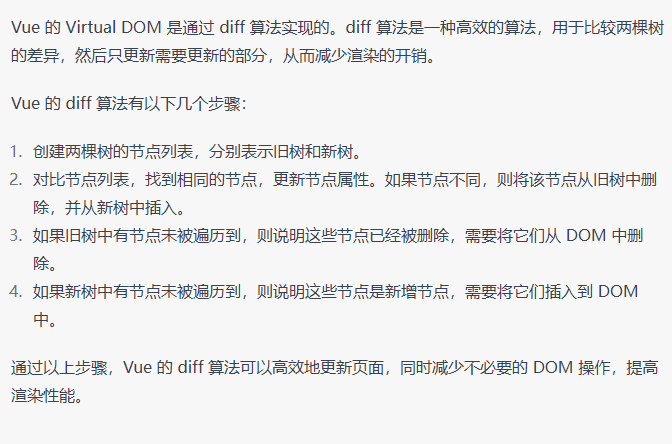 Vue 的 Virtual DOM 是通过 diff 算法实现的。diff 算法是一种高效的算法，用于比较两棵树
的差异，然后只更新需要更新的部分，从而减少渲染的开销。
Vue 的 diff 算法有以下几个步骤：
1. 创建两棵树的节点列表，分别表示旧树和新树。
2. 对比节点列表，找到相同的节点，更新节点属性。如果节点不同，则将该节点从旧树中删
除，并从新树中插入。
3. 如果旧树中有节点未被遍历到，则说明这些节点已经被删除，需要将它们从 DOM 中删
除。
4. 如果新树中有节点未被遍历到，则说明这些节点是新增节点，需要将它们插入到 DOM
中。
通过以上步骤，Vue 的 diff 算法可以高效地更新页面，同时减少不必要的 DOM 操作，提高
渲染性能。